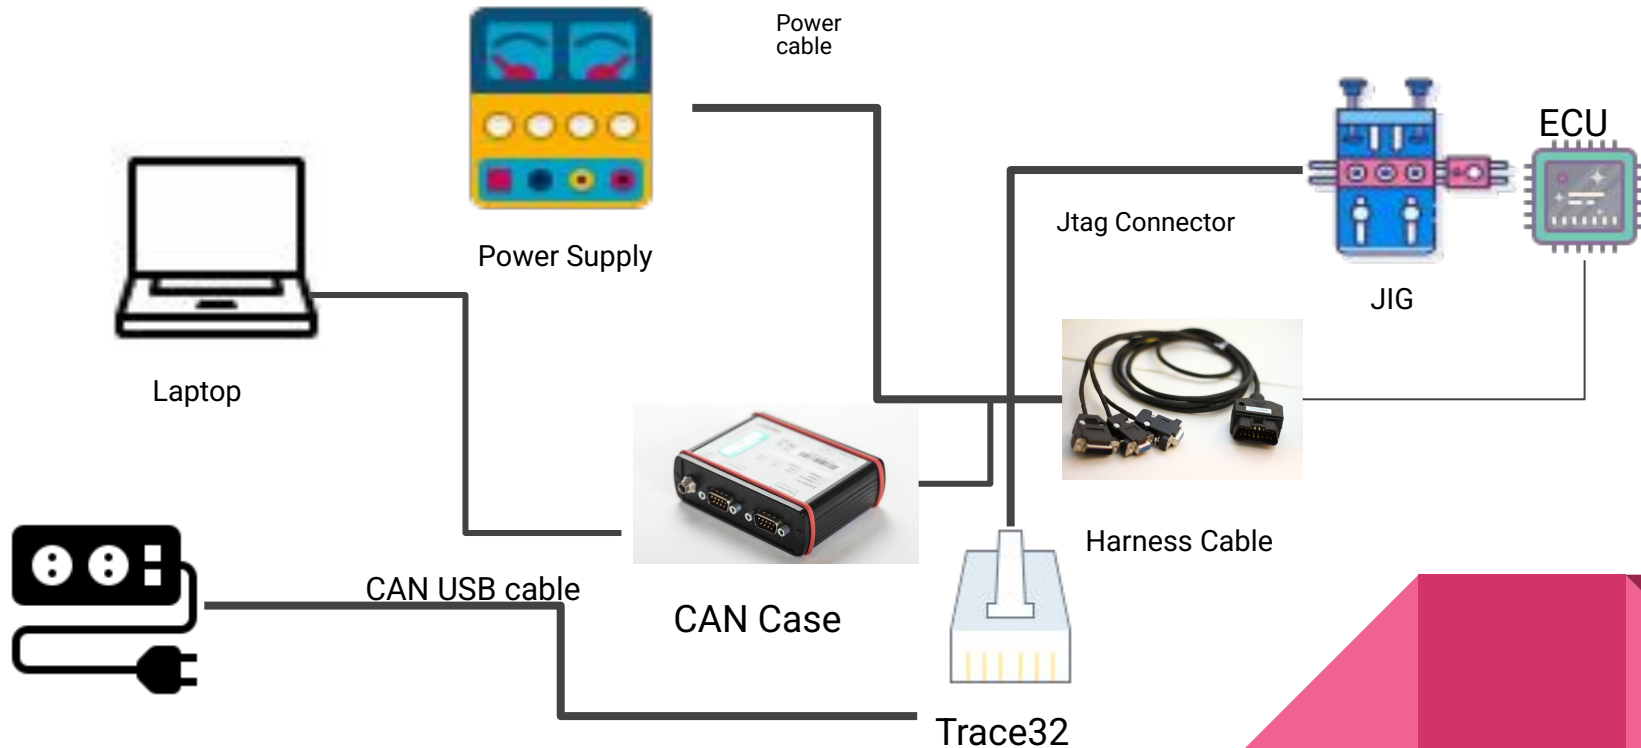 Power
cable
ECU
Jtag Connector
Power Supply
JIG
Laptop
Harness Cable
CAN USB cable
CAN Case
Trace32